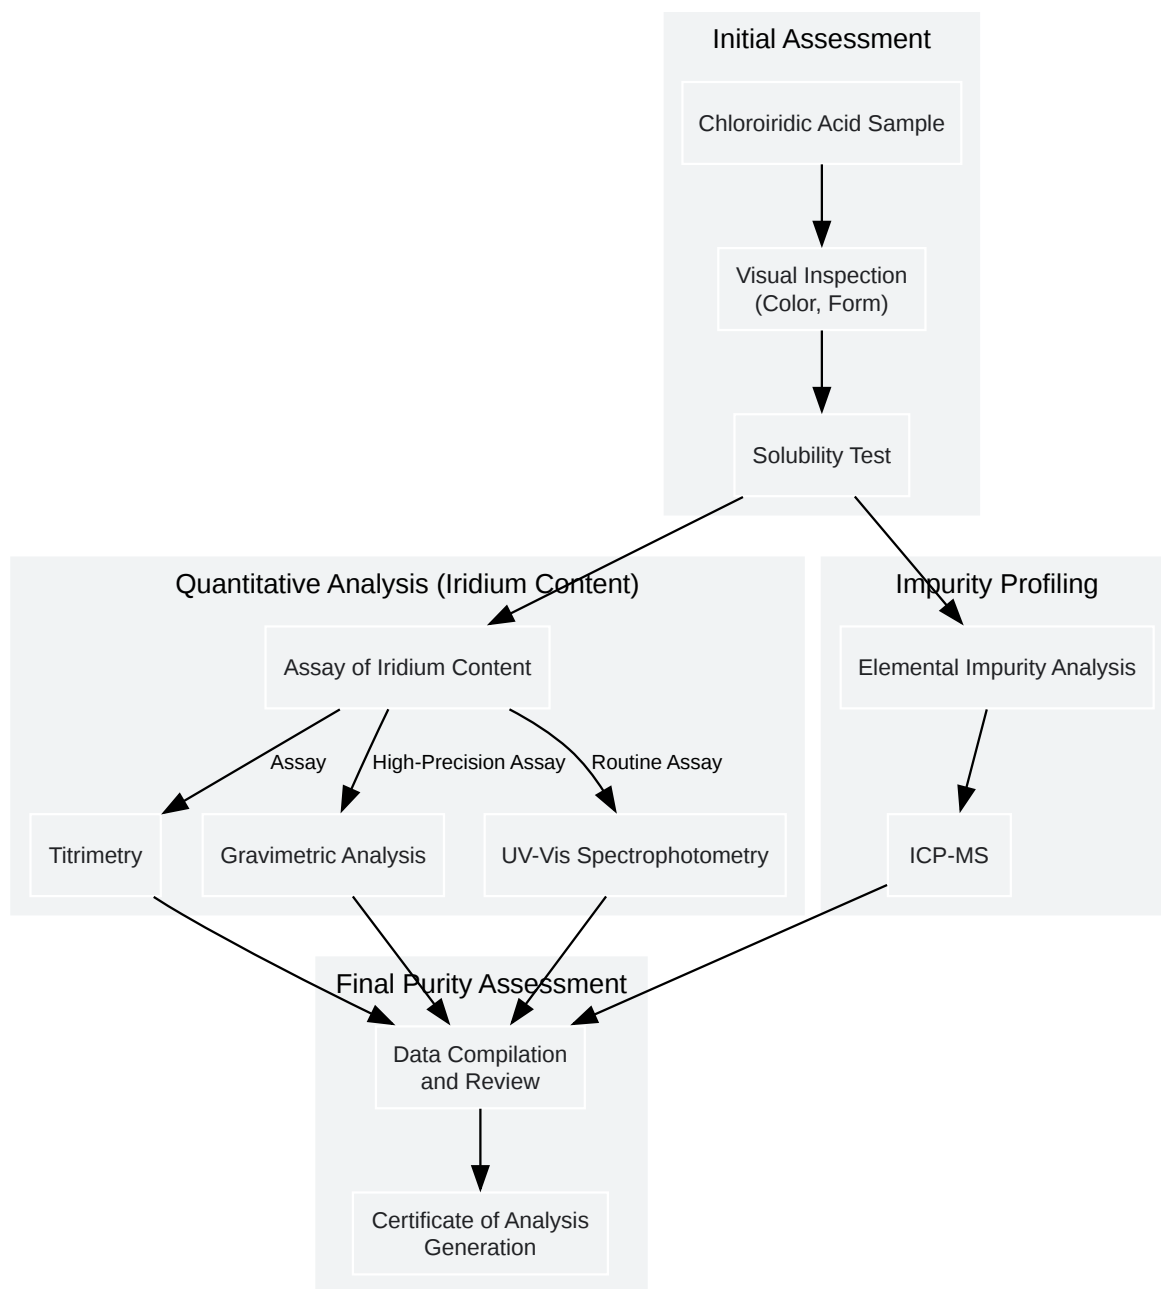 Initial Assessment
Chloroiridic Acid Sample
Visual Inspection
(Color, Form)
Solubility Test
Quantitative Analysis (Iridium Content)
Impurity Profiling
Assay of Iridium Content
Elemental Impurity Analysis
Assay
High-Precision Assay
Routine Assay
Titrimetry
Gravimetric Analysis
UV-Vis Spectrophotometry
ICP-MS
Final Purity Assessment
Data Compilation
and Review
Certificate of Analysis
Generation